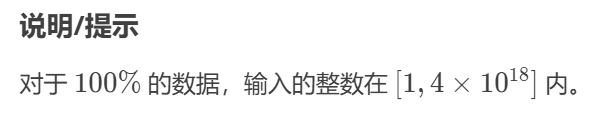 说明/提示
对于 100% 的数据，输入的整数在 [1, 4 × 10^18] 内。